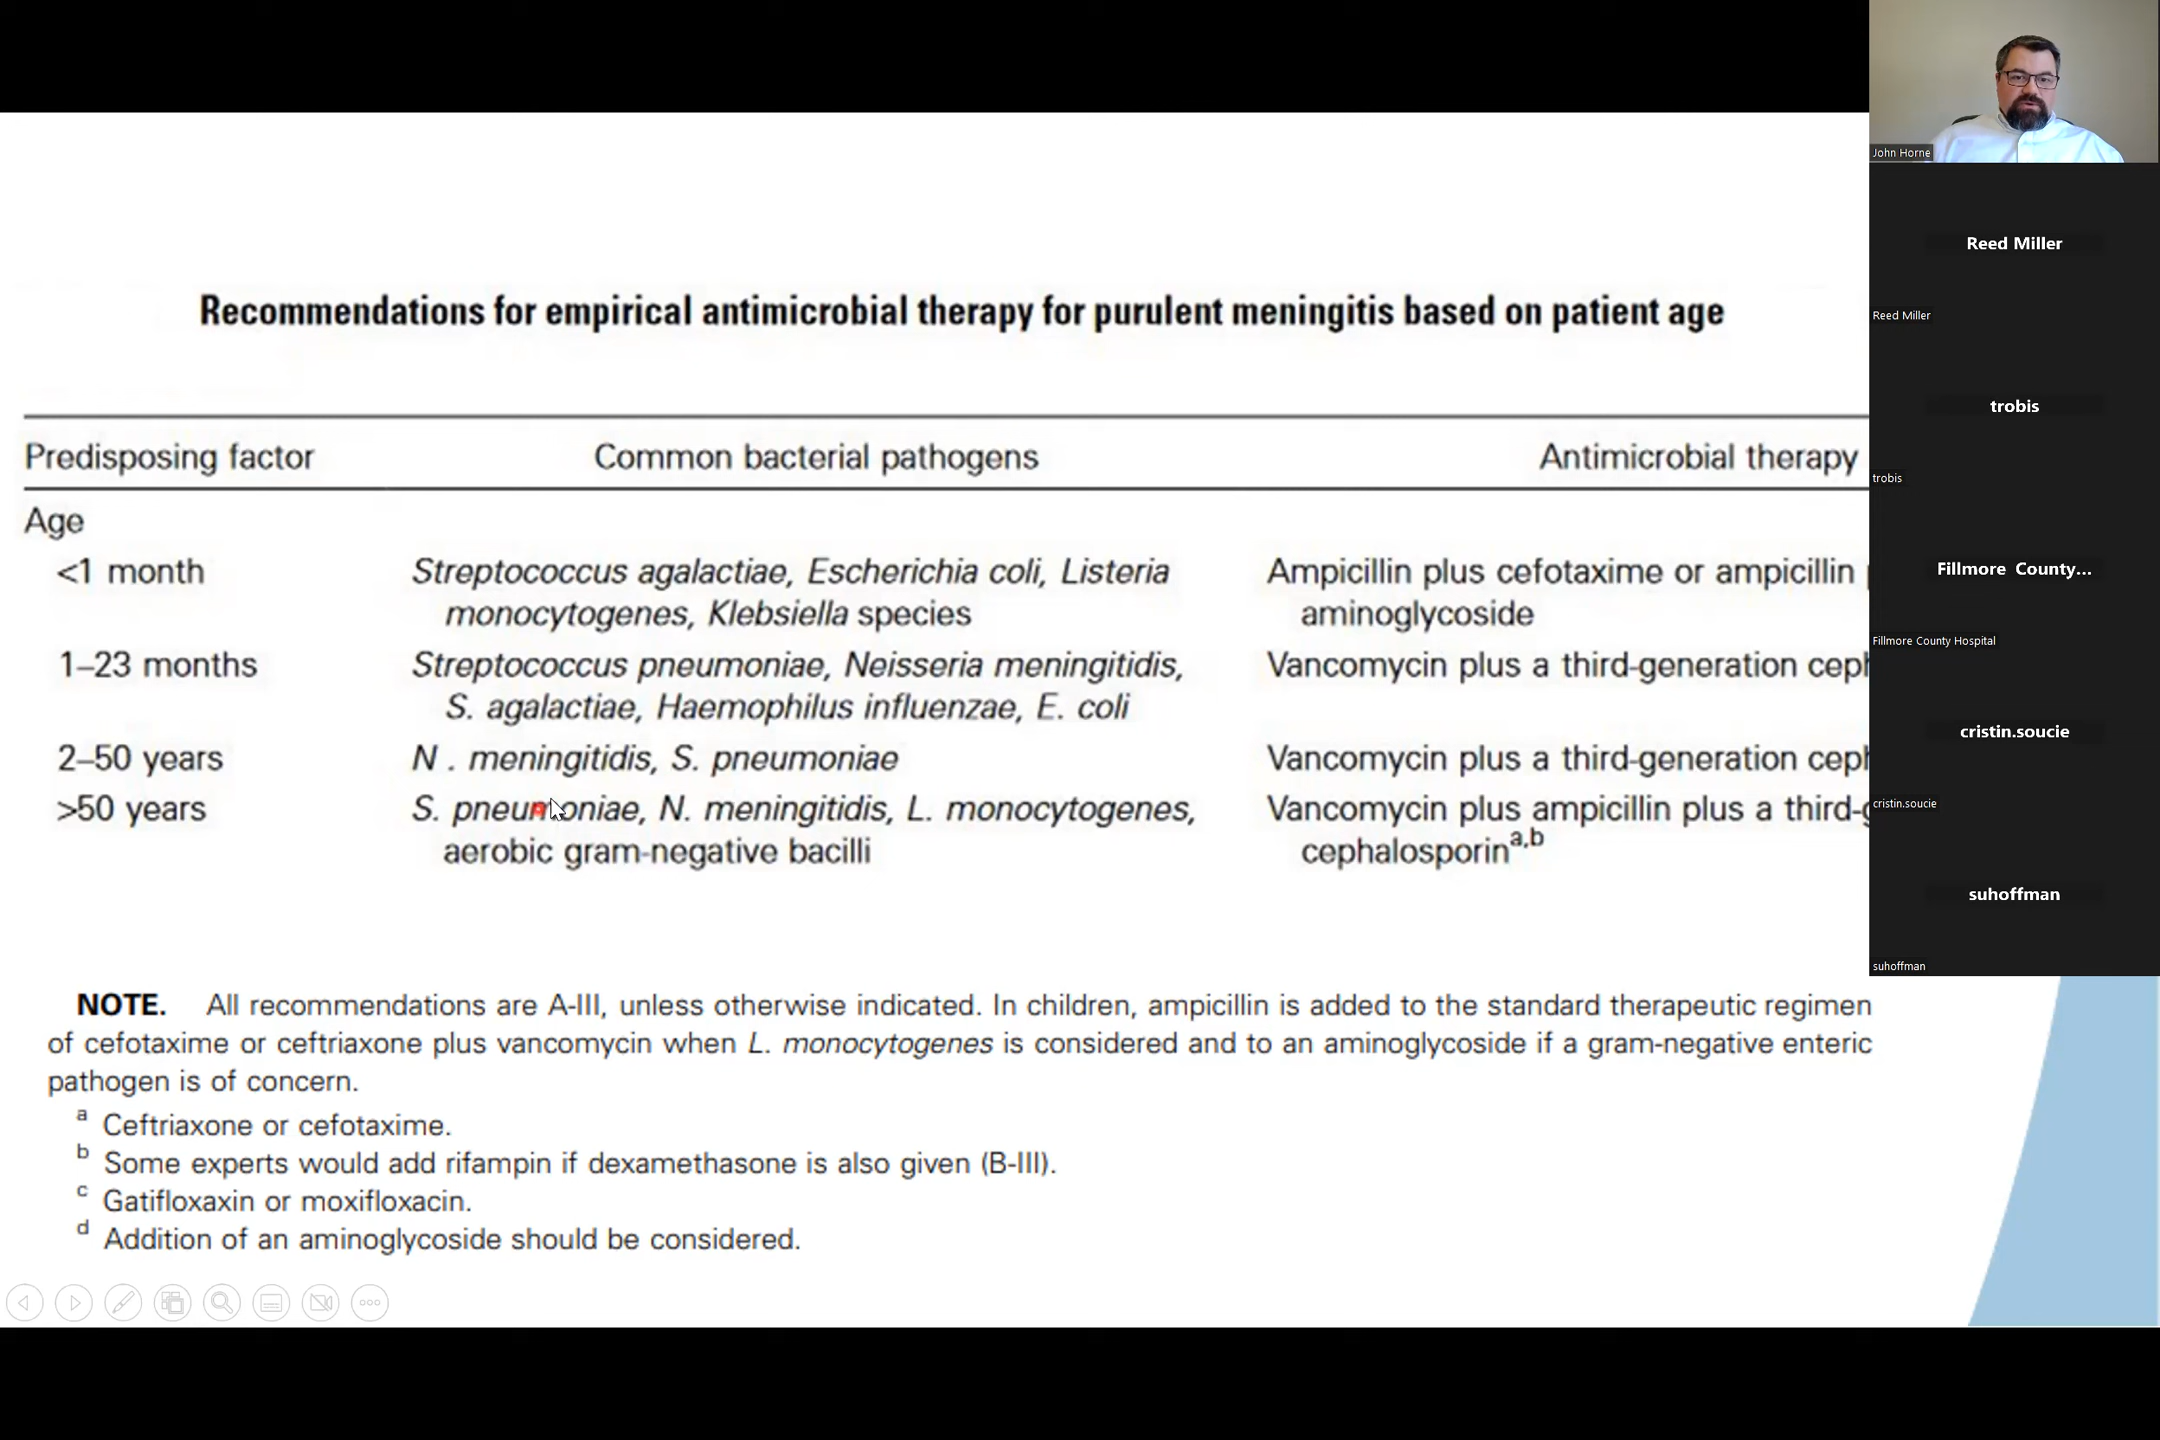 Recommendations for empirical antimicrobial therapy for purulent meningitis based on patient age
Predisposing factor Common bacterial pathogens Antimicrobial therapy
Age
<1 month Streptococcus agalactiae, Escherichia coli, Listeria Ampicillin plus cefotaxime or ampicillin
monocytogenes, Klebsiella species aminoglycoside
1–23 months Streptococcus pneumoniae, Neisseria meningitidis, Vancomycin plus a third-generation
S. agalactiae, Haemophilus influenzae, E. coli
2–50 years N . meningitidis, S. pneumoniae Vancomycin plus a third-generation
>50 years S. pneumoniae, N. meningitidis, L. monocytogenes, Vancomycin plus ampicillin plus a third-
aerobic gram-negative bacilli cephalosporin a,b
NOTE. All recommendations are A-III, unless otherwise indicated. In children, ampicillin is added to the standard therapeutic regimen
of cefotaxime or ceftriaxone plus vancomycin when L. monocytogenes is considered and to an aminoglycoside if a gram-negative enteric
pathogen is of concern.
a Ceftriaxone or cefotaxime.
b Some experts would add rifampin if dexamethasone is also given (B-III).
c Gatifloxaxin or moxifloxacin.
d Addition of an aminoglycoside should be considered.
John Horne
Reed Miller
Reed Miller
trobis
trobis
Fillmore County...
Fillmore County Hospital
cristin.soucie
cristin.soucie
suhoffman
suhoffman